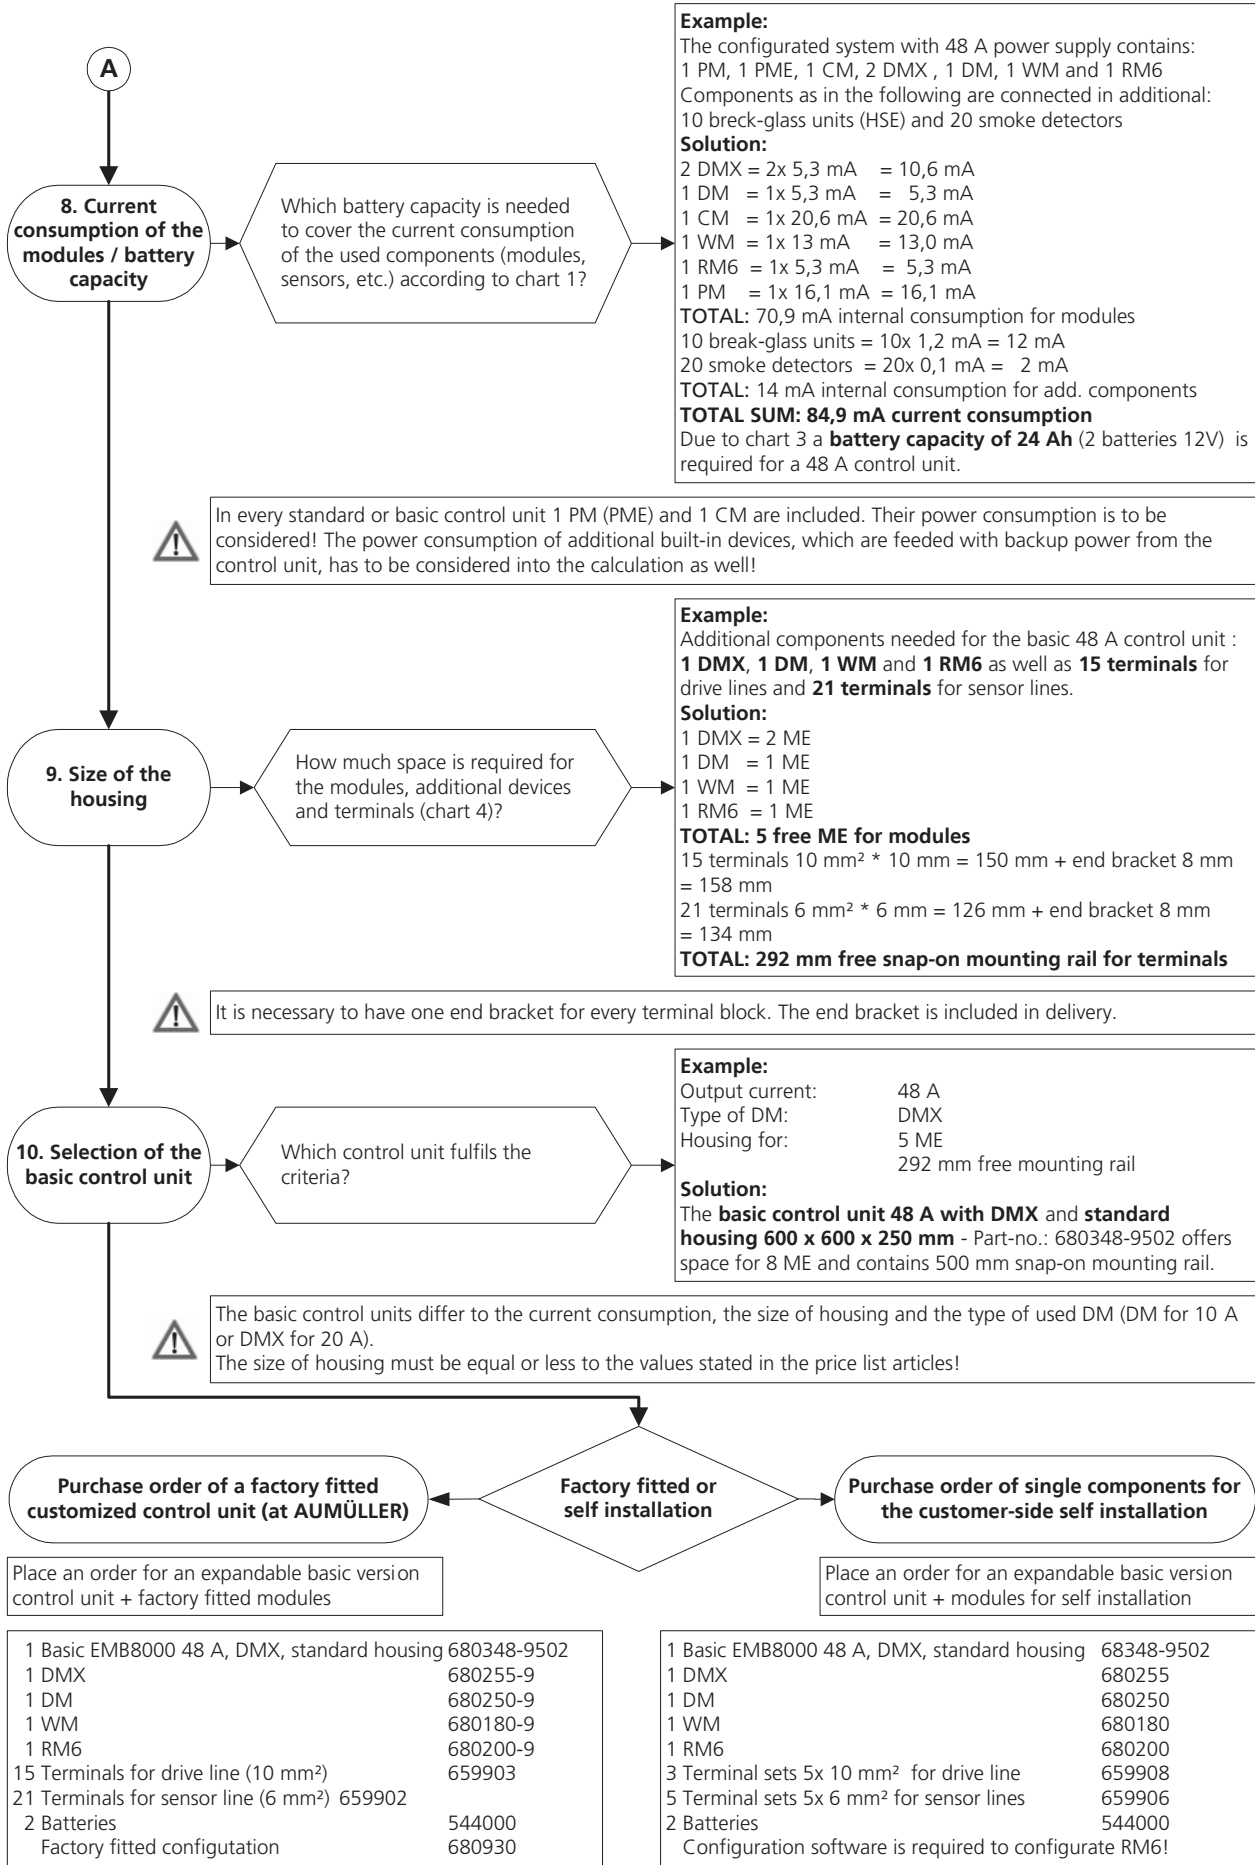 A
8. Current
consumption of the
modules / battery
capacity
Which battery capacity is needed
to cover the current consumption
of the used components (modules,
sensors, etc.) according to chart 1?
Example:
The configurated system with 48 A power supply contains:
1 PM, 1 PME, 1 CM, 2 DMX , 1 DM, 1 WM and 1 RM6
Components as in the following are connected in additional:
10 breck-glass units (HSE) and 20 smoke detectors
Solution:
2 DMX = 2x 5,3 mA = 10,6 mA
1 DM = 1x 5,3 mA = 5,3 mA
1 CM = 1x 20,6 mA = 20,6 mA
1 WM = 1x 13 mA = 13,0 mA
1 RM6 = 1x 5,3 mA = 5,3 mA
1 PM = 1x 16,1 mA = 16,1 mA
TOTAL: 70,9 mA internal consumption for modules
10 break-glass units = 10x 1,2 mA = 12 mA
20 smoke detectors = 20x 0,1 mA = 2 mA
TOTAL: 14 mA internal consumption for add. components
TOTAL SUM: 84,9 mA current consumption
Due to chart 3 a battery capacity of 24 Ah (2 batteries 12V) is
required for a 48 A control unit.
In every standard or basic control unit 1 PM (PME) and 1 CM are included. Their power consumption is to be
considered! The power consumption of additional built-in devices, which are feeded with backup power from the
control unit, has to be considered into the calculation as well!
9. Size of the
housing
How much space is required for
the modules, additional devices
and terminals (chart 4)?
Example:
Additional components needed for the basic 48 A control unit :
1 DMX, 1 DM, 1 WM and 1 RM6 as well as 15 terminals for
drive lines and 21 terminals for sensor lines.
Solution:
1 DMX = 2 ME
1 DM = 1 ME
1 WM = 1 ME
1 RM6 = 1 ME
TOTAL: 5 free ME for modules
15 terminals 10 mm² * 10 mm = 150 mm + end bracket 8 mm
= 158 mm
21 terminals 6 mm² * 6 mm = 126 mm + end bracket 8 mm
= 134 mm
TOTAL: 292 mm free snap-on mounting rail for terminals
It is necessary to have one end bracket for every terminal block. The end bracket is included in delivery.
10. Selection of the
basic control unit
Which control unit fulfils the
criteria?
Example:
Output current: 48 A
Type of DM: DMX
Housing for: 5 ME
292 mm free mounting rail
Solution:
The basic control unit 48 A with DMX and standard
housing 600 x 600 x 250 mm - Part-no.: 680348-9502 offers
space for 8 ME and contains 500 mm snap-on mounting rail.
The basic control units differ to the current consumption, the size of housing and the type of used DM (DM for 10 A
or DMX for 20 A).
The size of housing must be equal or less to the values stated in the price list articles!
Purchase order of a factory fitted
customized control unit (at AUMÜLLER)
Factory fitted or
self installation
Purchase order of single components for
the customer-side self installation
Place an order for an expandable basic version
control unit + factory fitted modules
Place an order for an expandable basic version
control unit + modules for self installation
1 Basic EMB8000 48 A, DMX, standard housing 680348-9502
1 DMX 680255-9
1 DM 680250-9
1 WM 680180-9
1 RM6 680200-9
15 Terminals for drive line (10 mm²) 659903
21 Terminals for sensor line (6 mm²) 659902
2 Batteries 544000
Factory fitted configutation 680930
1 Basic EMB8000 48 A, DMX, standard housing 68348-9502
1 DMX 680255
1 DM 680250
1 WM 680180
1 RM6 680200
3 Terminal sets 5x 10 mm² for drive line 659908
5 Terminal sets 5x 6 mm² for sensor lines 659906
2 Batteries 544000
Configuration software is required to configurate RM6!